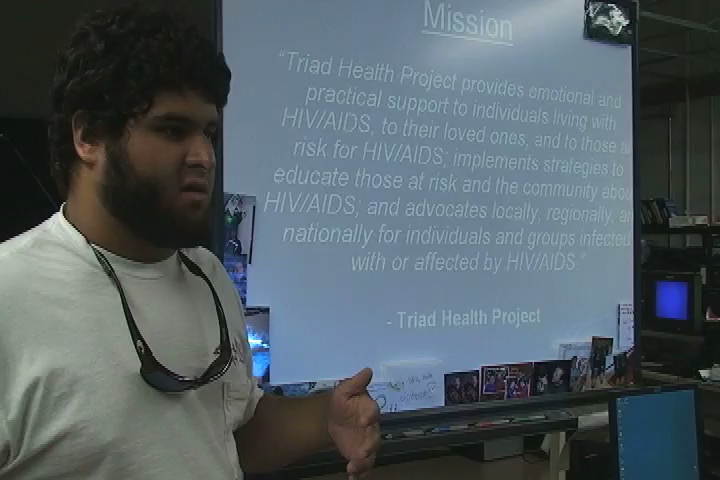 Mission
“Triad Health Project provides emotional and
practical support to individuals living with
HIV/AIDS, to their loved ones, and to those a
risk for HIV/AIDS; implements strategies to
educate those at risk and the community abou
HIV/AIDS; and advocates locally, regionally, an
nationally for individuals and groups infected
with or affected by HIV/AIDS.”
- Triad Health Project